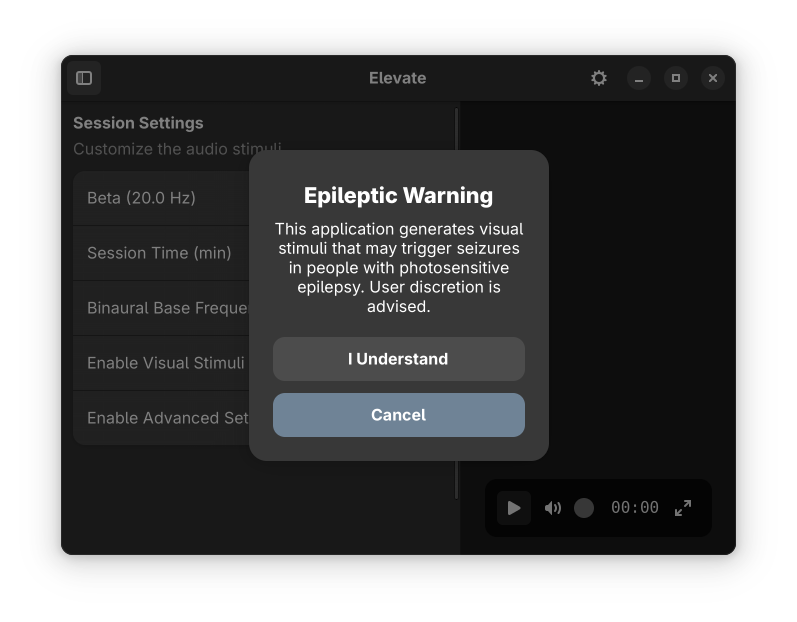 Elevate
Session Settings
Customize the audio stimuli
Beta (20.0 Hz)
Session Time (min)
Binaural Base
Enable Visual Stimuli
Enable Advanced
Epileptic Warning
This application generates visual
stimuli that may trigger seizures
in people with photosensitive
epilepsy. User discretion is
advised.
I Understand
Cancel
00:00